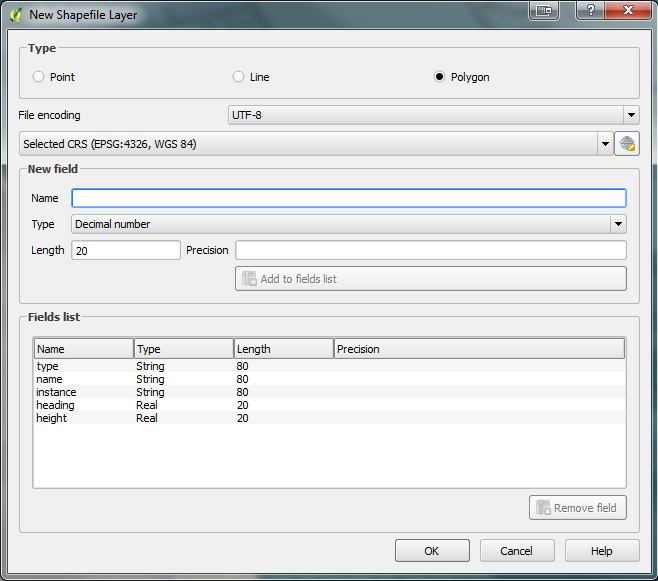 New Shapefile Layer
?
Type
Point Line Polygon
File encoding UTF-8
Selected CRS (EPSG:4326, WGS 84)
New field
Name
Type Decimal number
Length 20 Precision
Add to fields list
Fields list
Name Type Length Precision
type String 80
name String 80
instance String 80
heading Real 20
height Real 20
Remove field
OK Cancel Help